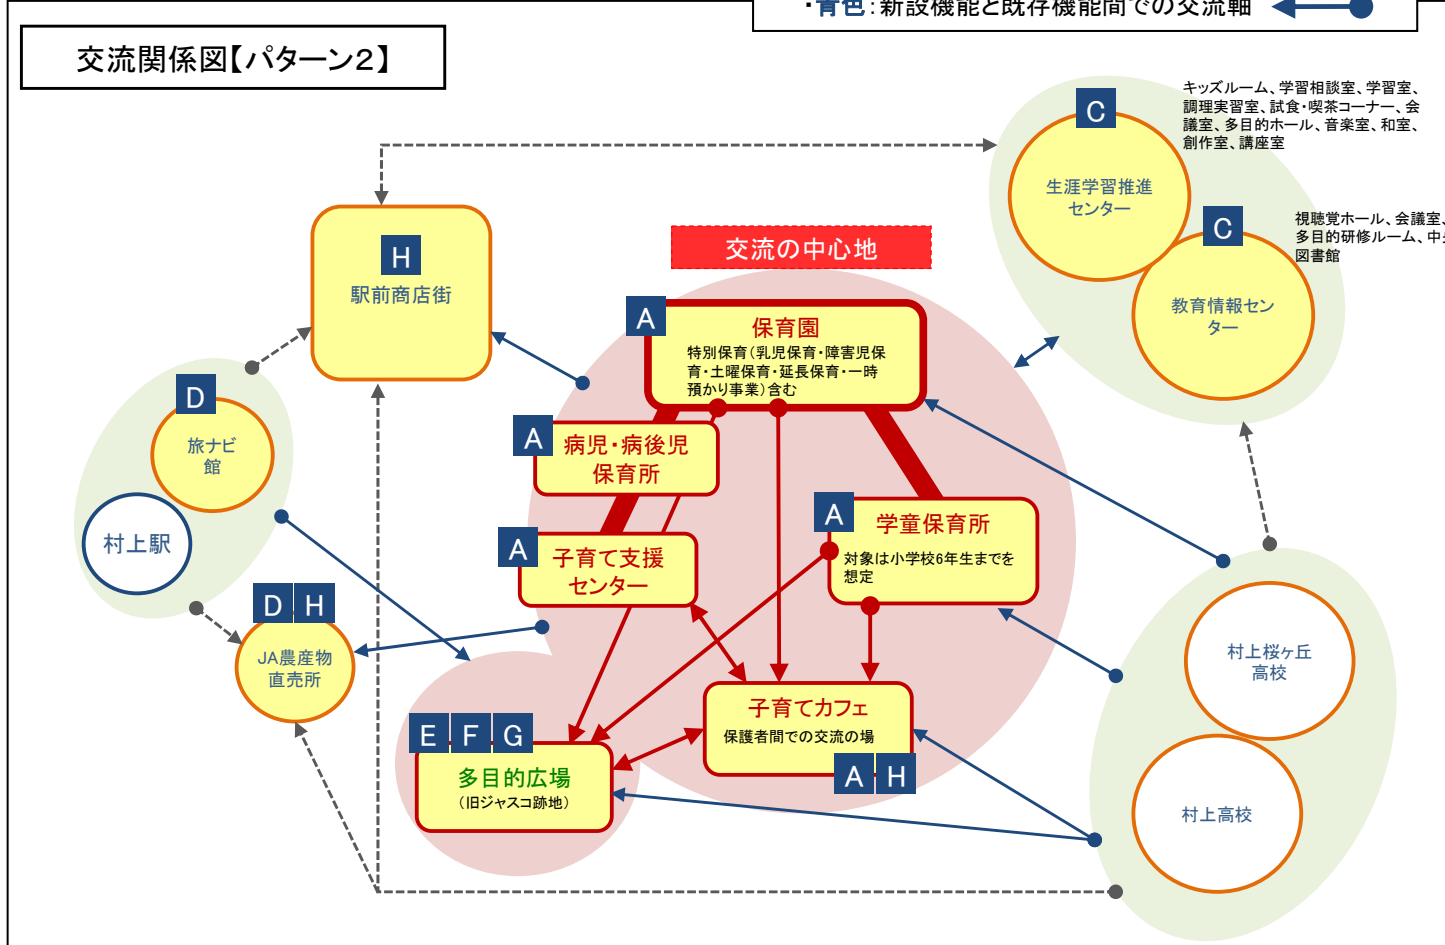 ・青色：新設機能と既存機能間での交流軸
交流関係図【パターン２】
キッズルーム、学習相談室、学習室、
調理実習室、試食・喫茶コーナー、会
議室、多目的ホール、音楽室、和室、
創作室、講座室
C
生涯学習推進
センター
C
視聴覚ホール、会議室、
多目的研修ルーム、中央
図書館
教育情報セン
ター
H
駅前商店街
交流の中心地
A
保育園
特別保育（乳児保育・障害児保
育・土曜保育・延長保育・一時
預かり事業）含む
D
旅ナビ
館
村上駅
A
病児・病後児
保育所
A
学童保育所
対象は小学校6年生までを
想定
A
子育て支援
センター
D H
JA農産物
直売所
村上桜ヶ丘
高校
子育てカフェ
保護者間での交流の場
A H
E F G
多目的広場
（旧ジャスコ跡地）
村上高校